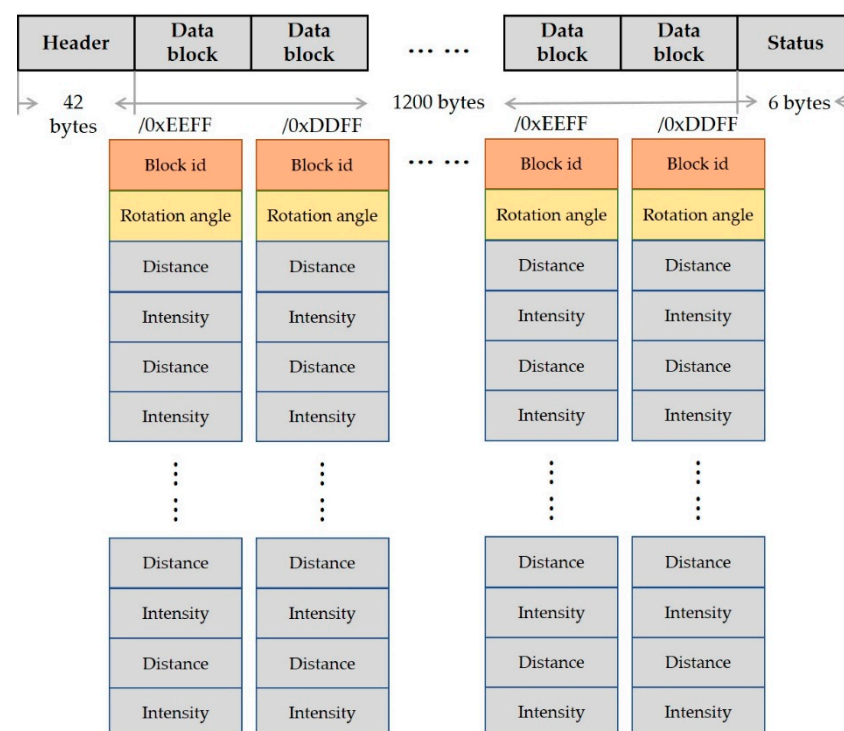 Header
Data
block
Data
block
... ...
Data
block
Data
block
Status
42
bytes
1200 bytes
6 bytes
/0xEEFF
/0xDDFF
/0xEEFF
/0xDDFF
Block id
Block id
... ...
Block id
Block id
Rotation angle
Rotation angle
Rotation angle
Rotation angle
Distance
Distance
Distance
Distance
Intensity
Intensity
Intensity
Intensity
Distance
Distance
Distance
Distance
Intensity
Intensity
Intensity
Intensity
Distance
Distance
Distance
Distance
Intensity
Intensity
Intensity
Intensity
Distance
Distance
Distance
Distance
Intensity
Intensity
Intensity
Intensity